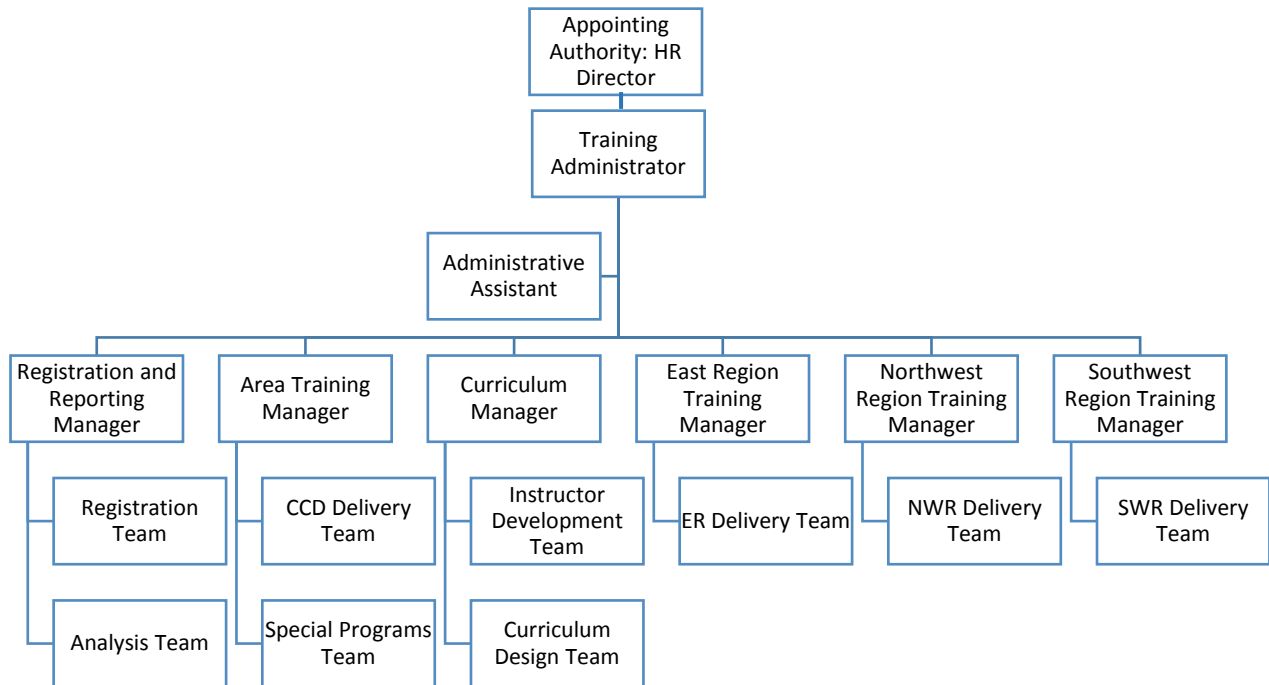 Appointing
Authority: HR
Director
Training
Administrator
Administrative
Assistant
Registration and
Reporting
Manager
Area Training
Manager
Curriculum
Manager
East Region
Training
Manager
Northwest
Region Training
Manager
Southwest
Region Training
Manager
Registration
Team
CCD Delivery
Team
Instructor
Development
Team
ER Delivery Team
NWR Delivery
Team
SWR Delivery
Team
Analysis Team
Special Programs
Team
Curriculum
Design Team